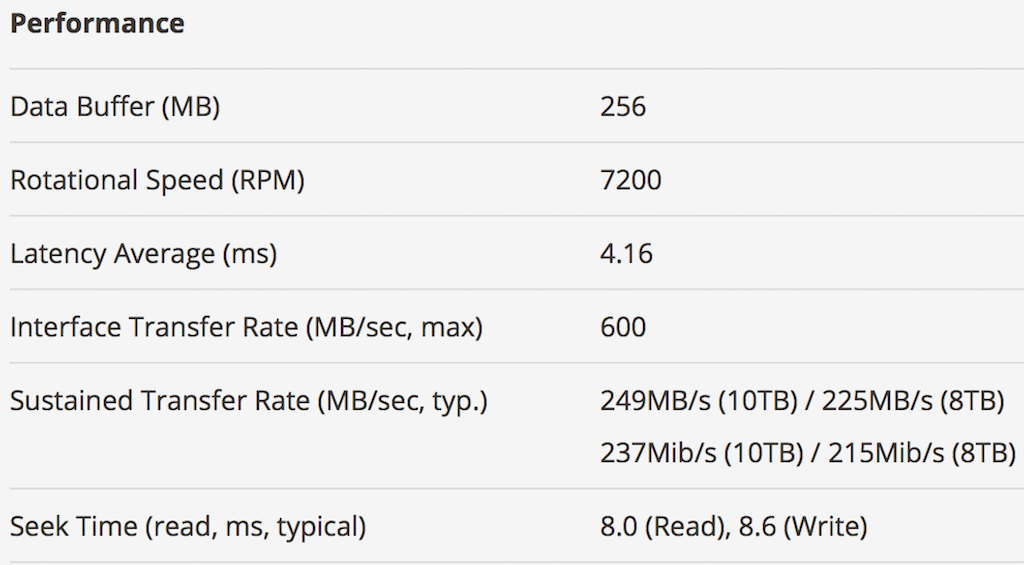 Performance
Data Buffer (MB) 256
Rotational Speed (RPM) 7200
Latency Average (ms) 4.16
Interface Transfer Rate (MB/sec, max) 600
Sustained Transfer Rate (MB/sec, typ.) 249MB/s (10TB) / 225MB/s (8TB)
237Mib/s (10TB) / 215Mib/s (8TB)
Seek Time (read, ms, typical) 8.0 (Read), 8.6 (Write)